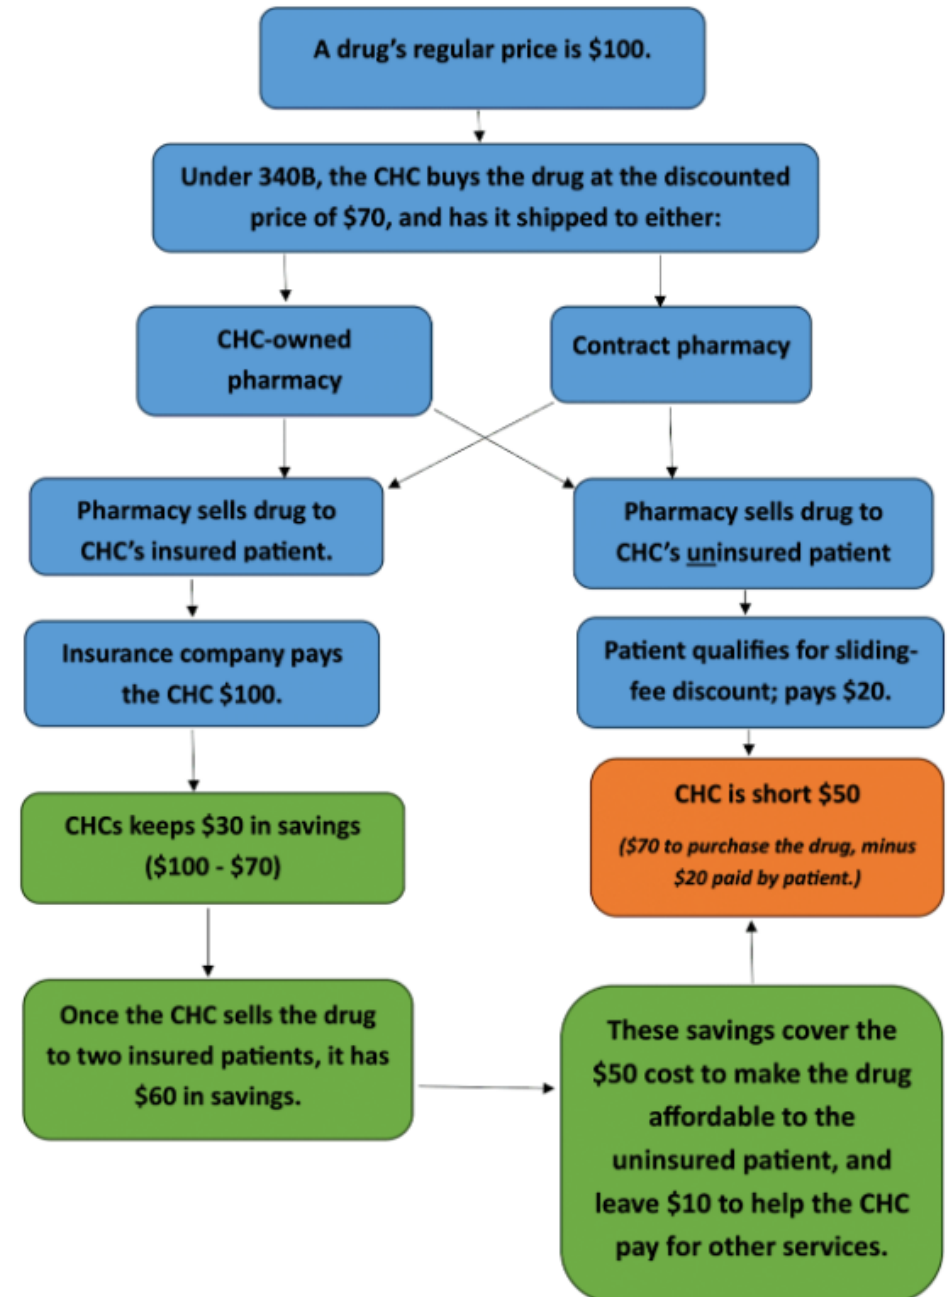 A drug’s regular price is $100.
Under 340B, the CHC buys the drug at the discounted
price of $70, and has it shipped to either:
CHC-owned
pharmacy
Contract pharmacy
Pharmacy sells drug to
CHC’s insured patient.
Pharmacy sells drug to
CHC’s uninsured patient
Insurance company pays
the CHC $100.
Patient qualifies for sliding-
fee discount; pays $20.
CHCs keeps $30 in savings
($100 - $70)
CHC is short $50
($70 to purchase the drug, minus
$20 paid by patient.)
Once the CHC sells the drug
to two insured patients, it has
$60 in savings.
These savings cover the
$50 cost to make the drug
affordable to the
uninsured patient, and
leave $10 to help the CHC
pay for other services.